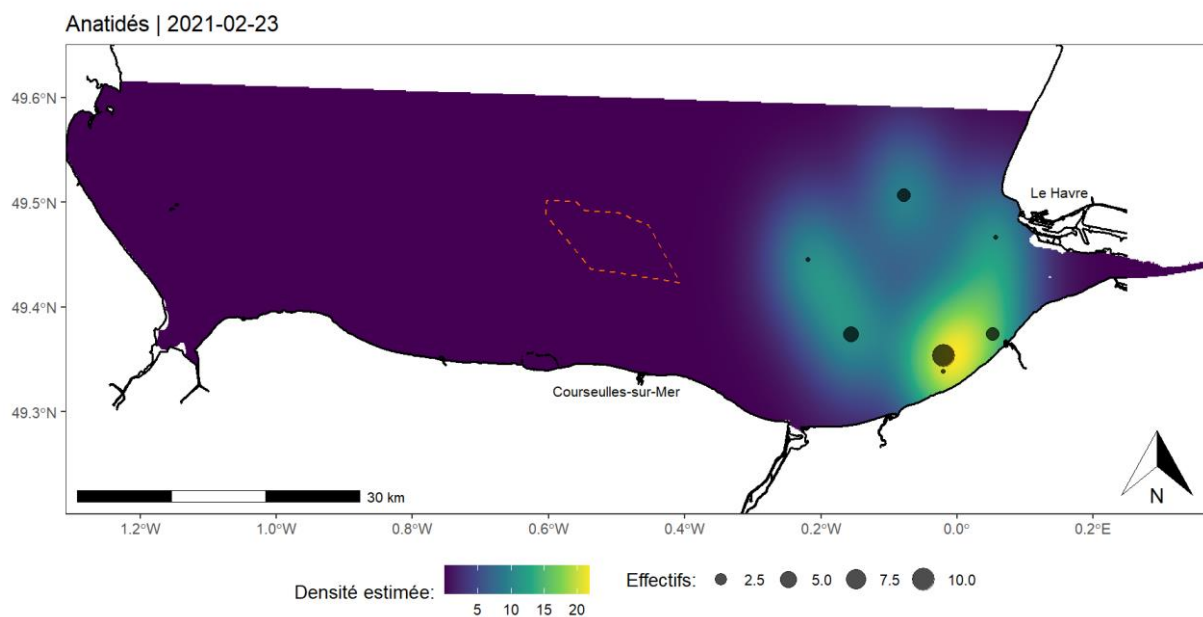 Anatidés | 2021-02-23
49.6°N
49.5°N
49.4°N
49.3°N
Le Havre
Courseulles-sur-Mer
30 km
N
1.2°W 1.0°W 0.8°W 0.6°W 0.4°W 0.2°W 0.0° 0.2°E
Densité estimée: 5 10 15 20
Effectifs: 2.5 5.0 7.5 10.0